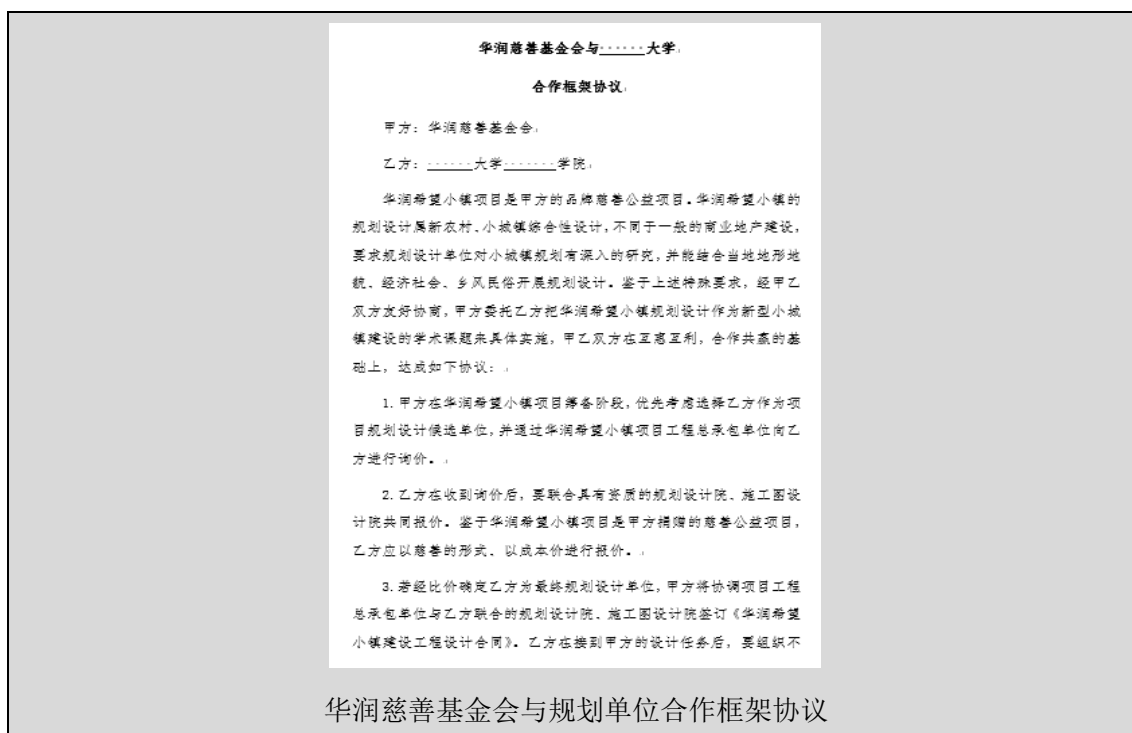 华润慈善基金会与······大学
合作框架协议
甲方：华润慈善基金会
乙方：······大学·······学院
华润希望小镇项目是甲方的品牌慈善公益项目。华润希望小镇的
规划设计属新农村、小城镇综合性设计，不同于一般的商业地产建设，
要求规划设计单位对小城镇规划有深入的研究，并能结合当地地形地
貌、经济社会、乡风民俗开展规划设计。鉴于上述特殊要求，经甲乙
双方友好协商，甲方委托乙方把华润希望小镇规划设计作为新型小城
镇建设的学术课题来具体实施，甲乙双方在互惠互利，合作共赢的基
础上，达成如下协议：
1.甲方在华润希望小镇项目筹备阶段，优先考虑选择乙方作为项
目规划设计候选单位，并通过华润希望小镇项目工程总承包单位向乙
方进行询价。
2.乙方在收到询价后，要联合具有资质的规划设计院、施工图设
计院共同报价。鉴于华润希望小镇项目是甲方捐赠的慈善公益项目，
乙方应以慈善的形式、以成本价进行报价。
3.若经比价确定乙方为最终规划设计单位，甲方将协调项目工程
总承包单位与乙方联合的规划设计院、施工图设计院签订《华润希望
小镇建设工程设计合同》。乙方在接到甲方的设计任务后，要组织不
华润慈善基金会与规划单位合作框架协议